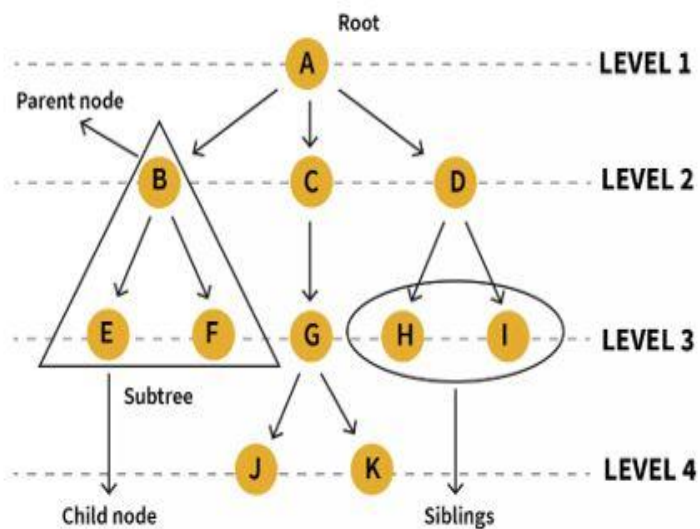 Root
A
LEVEL 1
Parent node
B
C
D
LEVEL 2
E
F
G
H
I
LEVEL 3
Subtree
J
K
LEVEL 4
Child node
Siblings